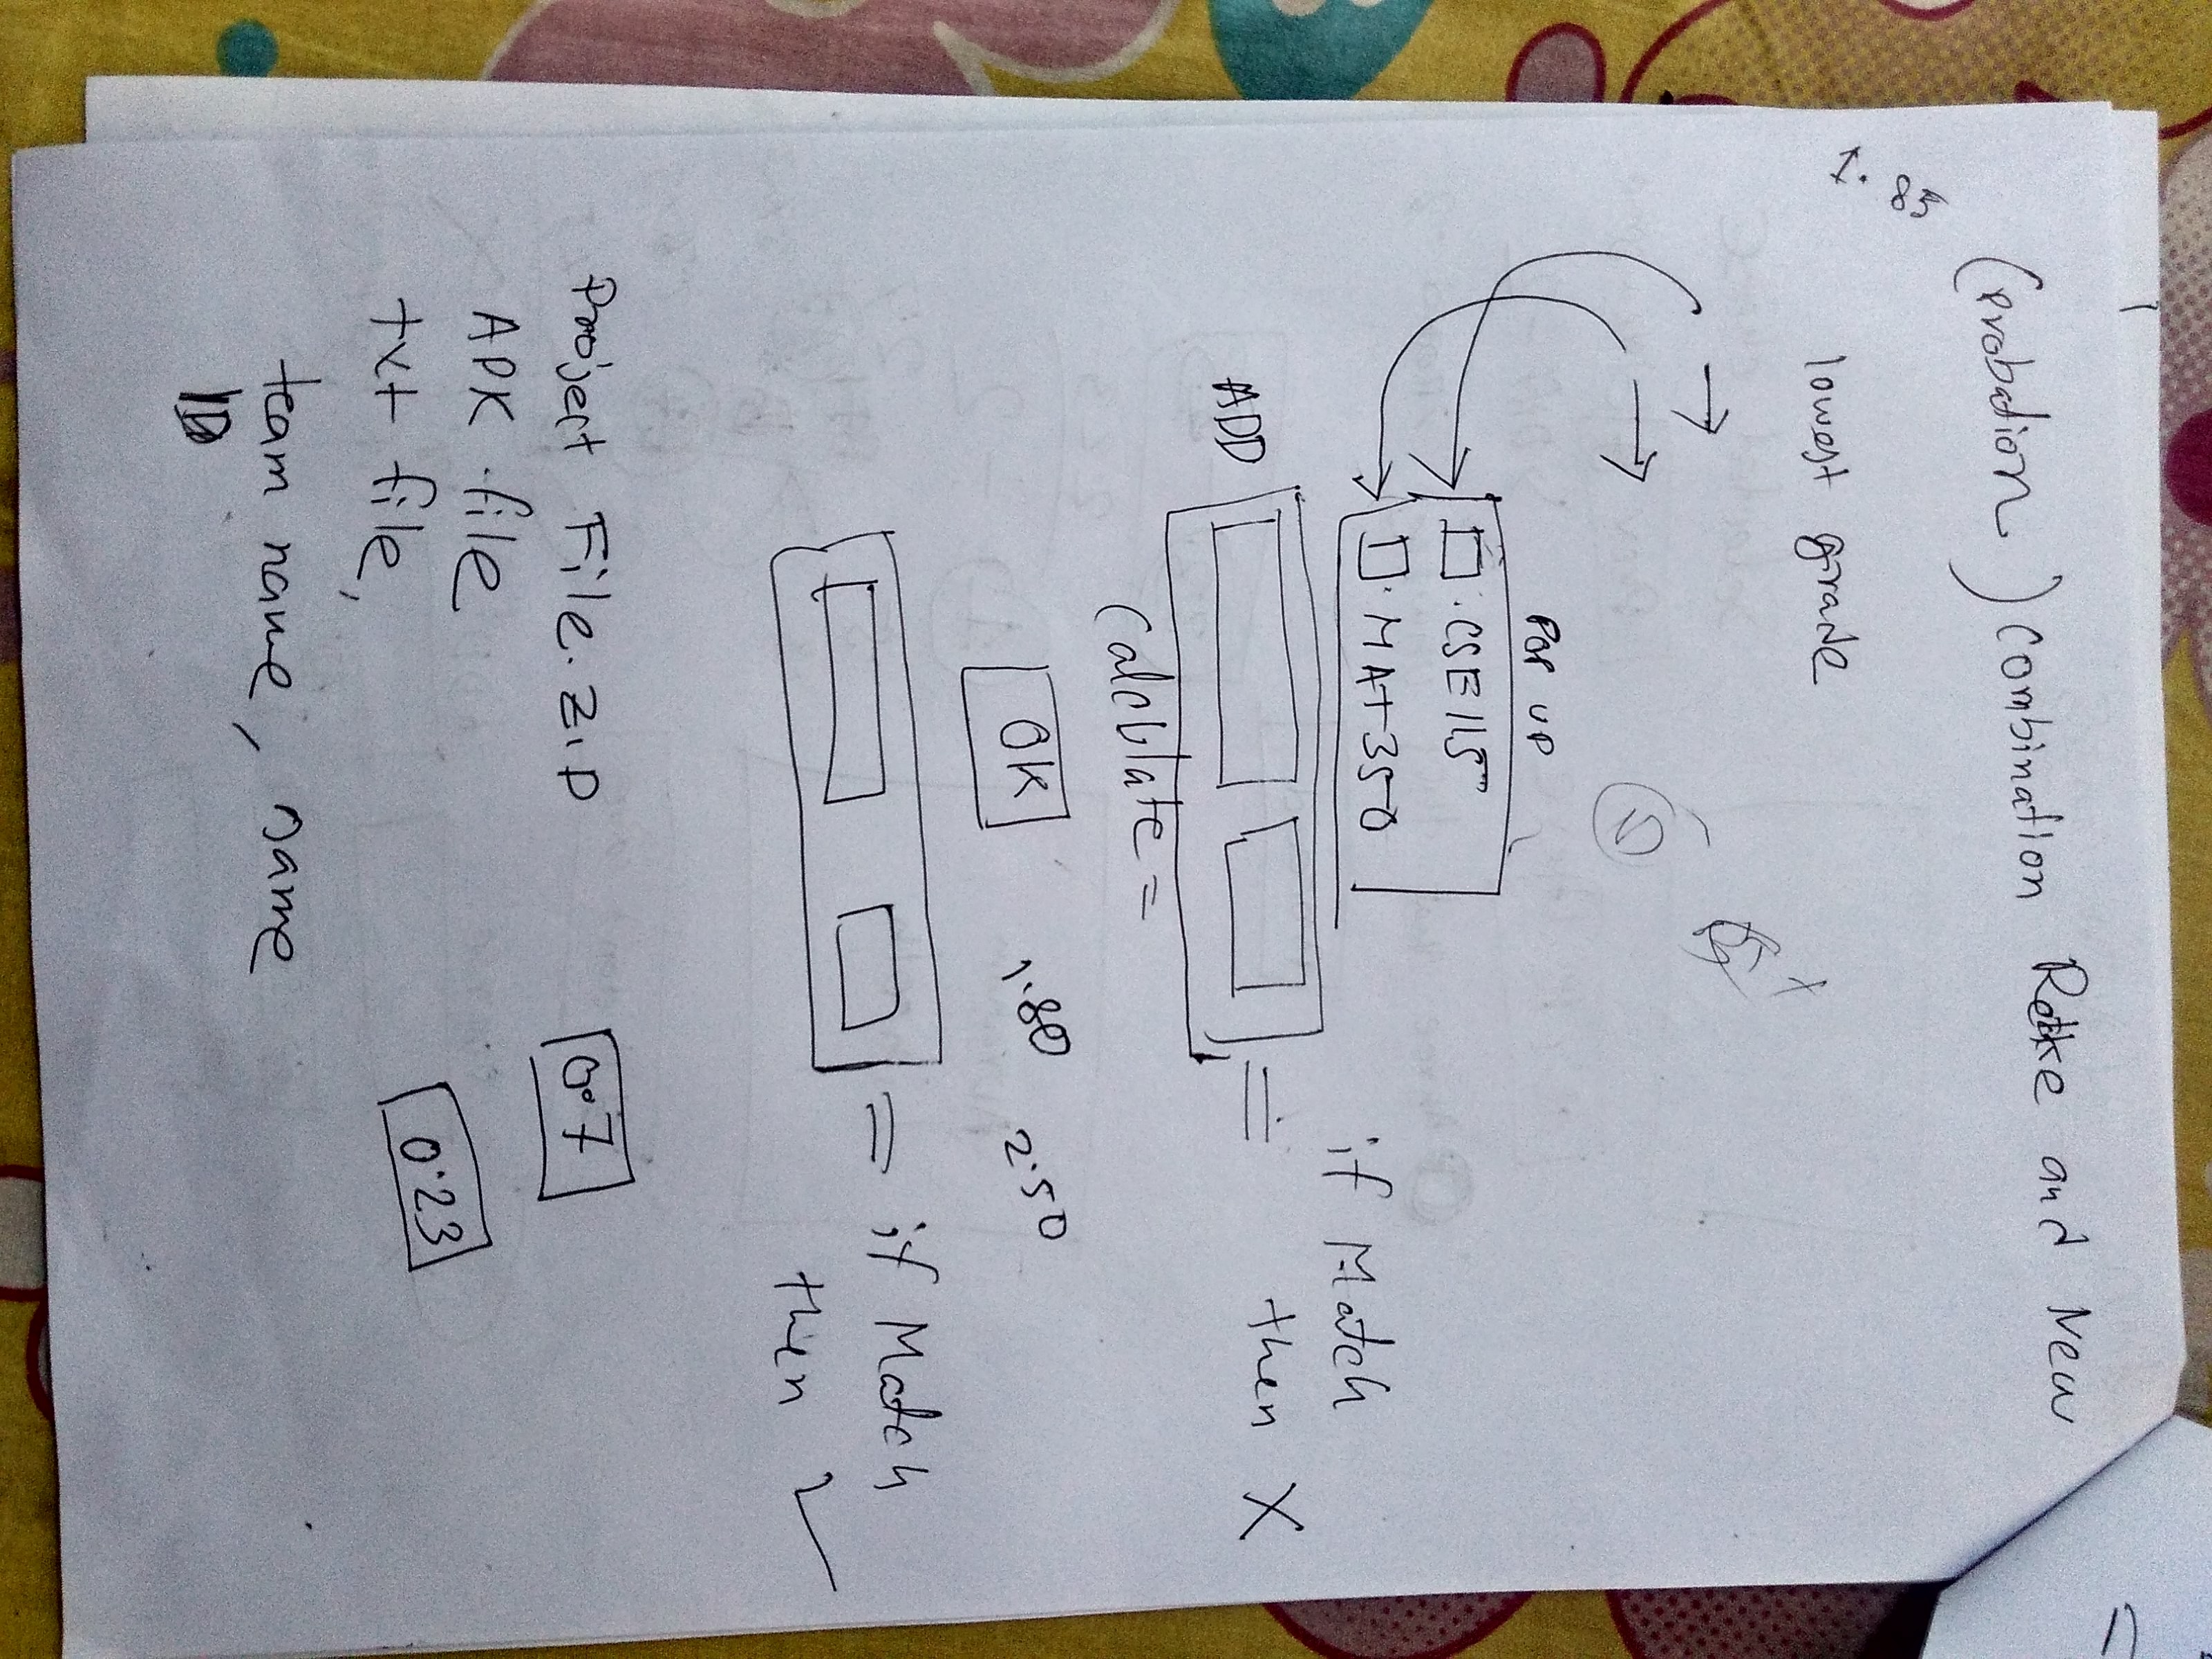 (Probation) Combination Retake and New
1.85
lowest grade
POP UP
CSE115
MAT350
if Match
then X
ADD
Calculate =
OK
1.80 2.50
= if Match
then ✓
Project File.ZIP
0.7
APK file
0.23
txt file,
team name, name
ID